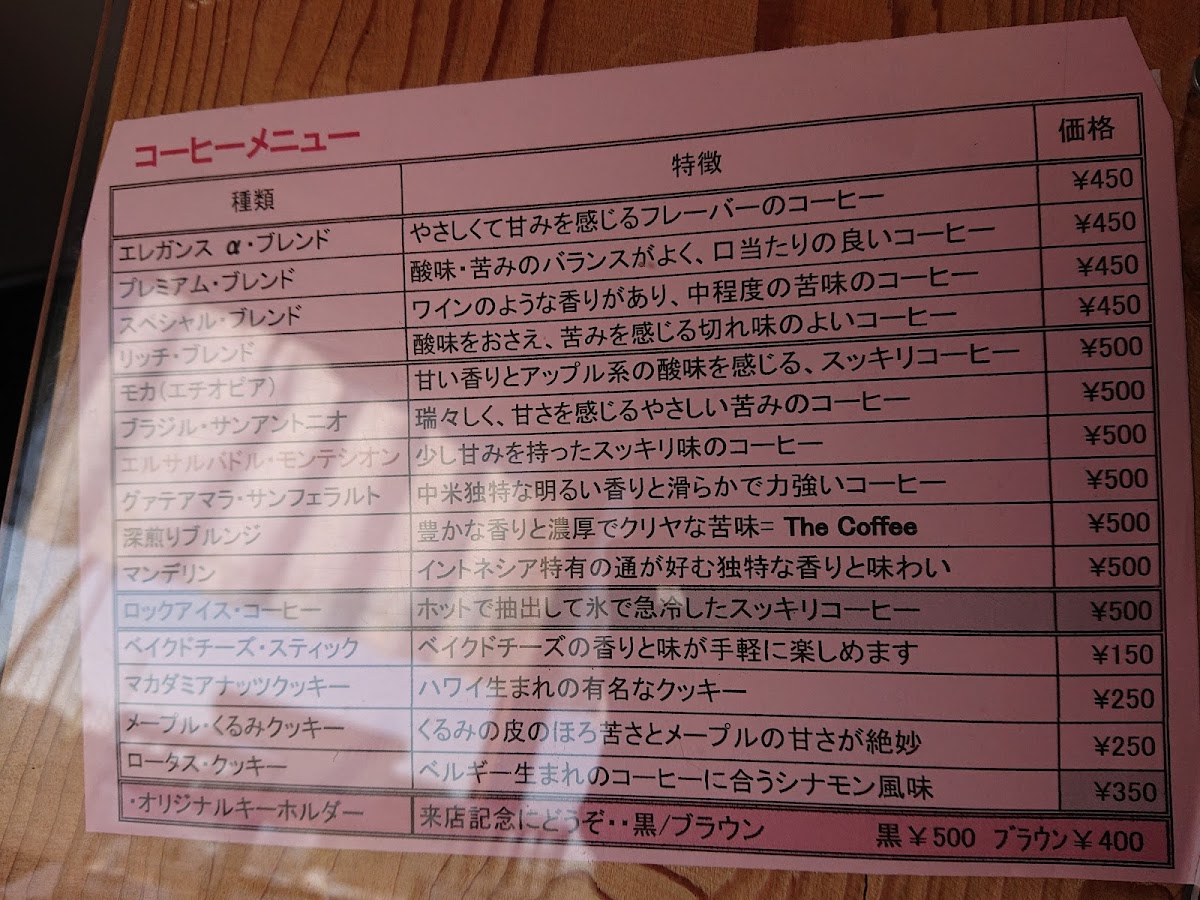 コーヒーメニュー
種類 特徴 価格
エレガンス α・ブレンド やさしくて甘みを感じるフレーバーのコーヒー ¥450
プレミアム・ブレンド 酸味・苦みのバランスがよく、口当たりの良いコーヒー ¥450
スペシャル・ブレンド ワインのような香りがあり、中程度の苦味のコーヒー ¥450
リッチ・ブレンド 酸味をおさえ、苦みを感じる切れ味のよいコーヒー ¥450
モカ(エチオピア) 甘い香りとアップル系の酸味を感じる、スッキリコーヒー ¥500
ブラジル・サンアントニオ 瑞々しく、甘さを感じるやさしい苦みのコーヒー ¥500
エルサルバドル・モンテシオン 少し甘みを持ったスッキリ味のコーヒー ¥500
グァテアマラ・サンフェラルト 中米独特な明るい香りと滑らかで力強いコーヒー ¥500
深煎りブルンジ 豊かな香りと濃厚でクリヤな苦味= The Coffee ¥500
マンデリン イントネシア特有の通が好む独特な香りと味わい ¥500
ロックアイス・コーヒー ホットで抽出して氷で急冷したスッキリコーヒー ¥500
ベイクドチーズ・スティック ベイクドチーズの香りと味が手軽に楽しめます ¥150
マカダミアナッツクッキー ハワイ生まれの有名なクッキー ¥250
メープル・くるみクッキー くるみの皮のほろ苦さとメープルの甘さが絶妙 ¥250
ロータス・クッキー ベルギー生まれのコーヒーに合うシナモン風味 ¥350
・オリジナルキーホルダー 来店記念にどうぞ・・黒/ブラウン 黒¥500 ブラウン¥400